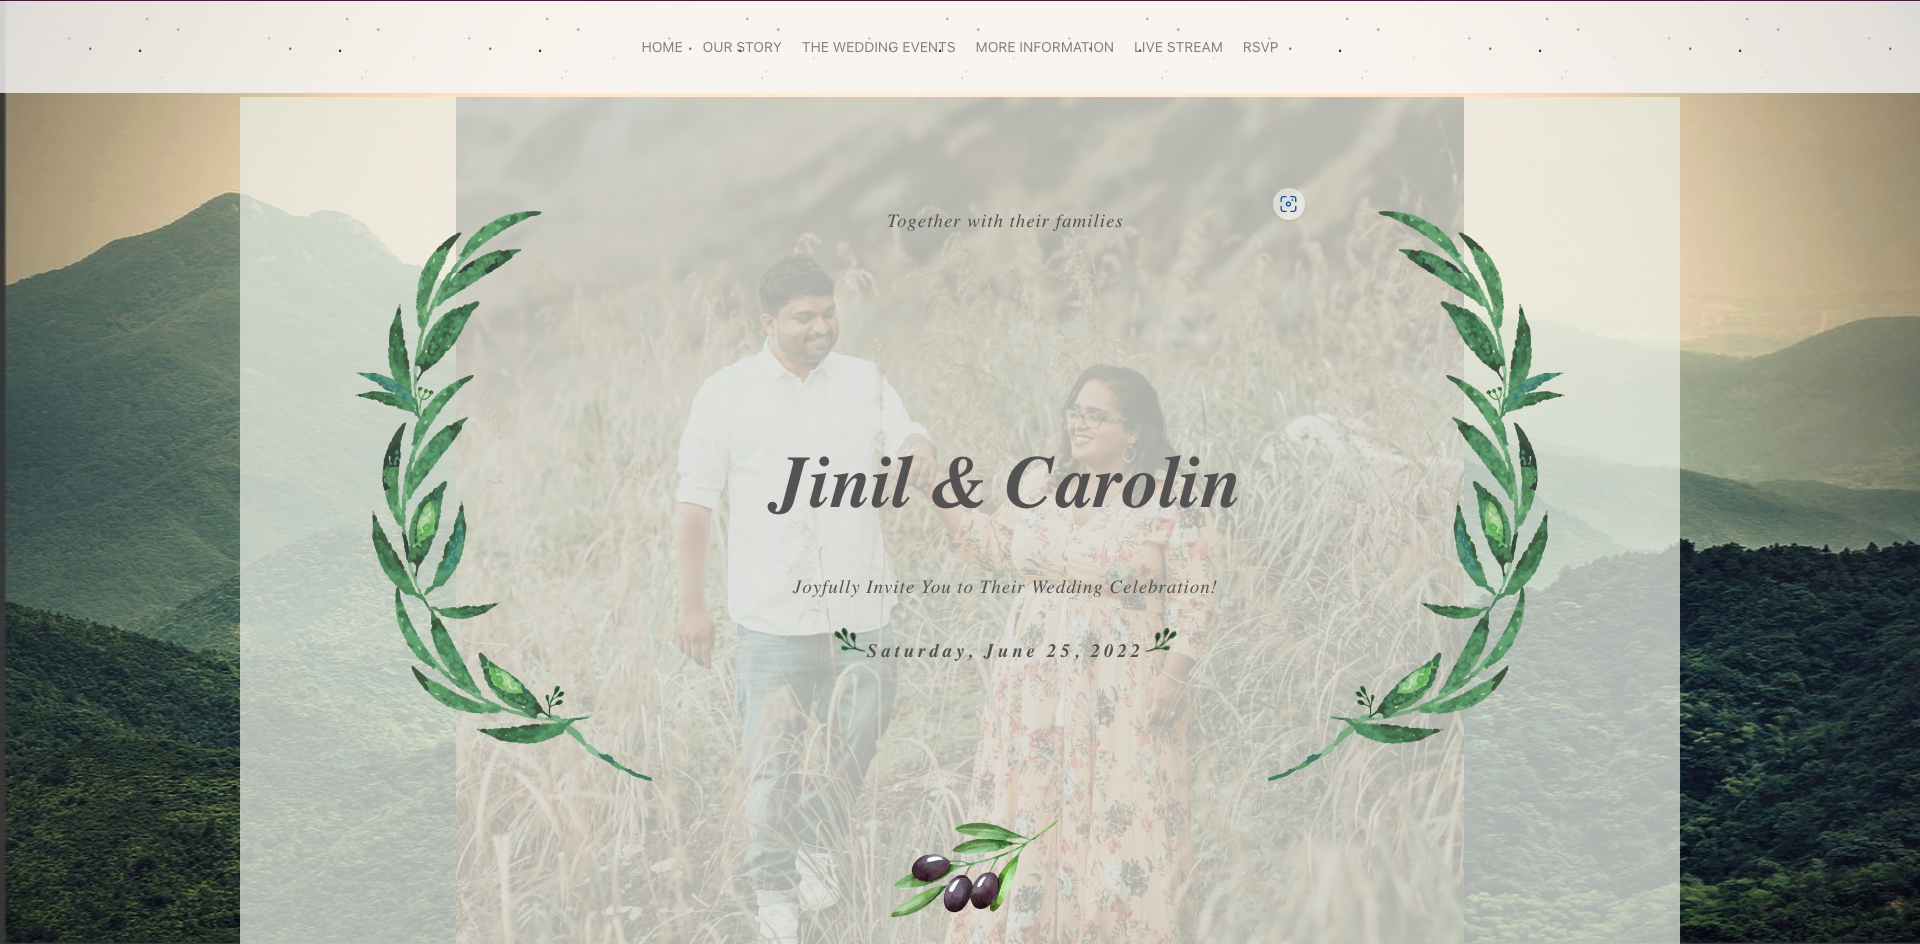 HOME OUR STORY THE WEDDING EVENTS MORE INFORMATION LIVE STREAM RSVP
Together with their families
Jinil & Carolin
Joyfully Invite You to Their Wedding Celebration!
Saturday, June 25, 2022